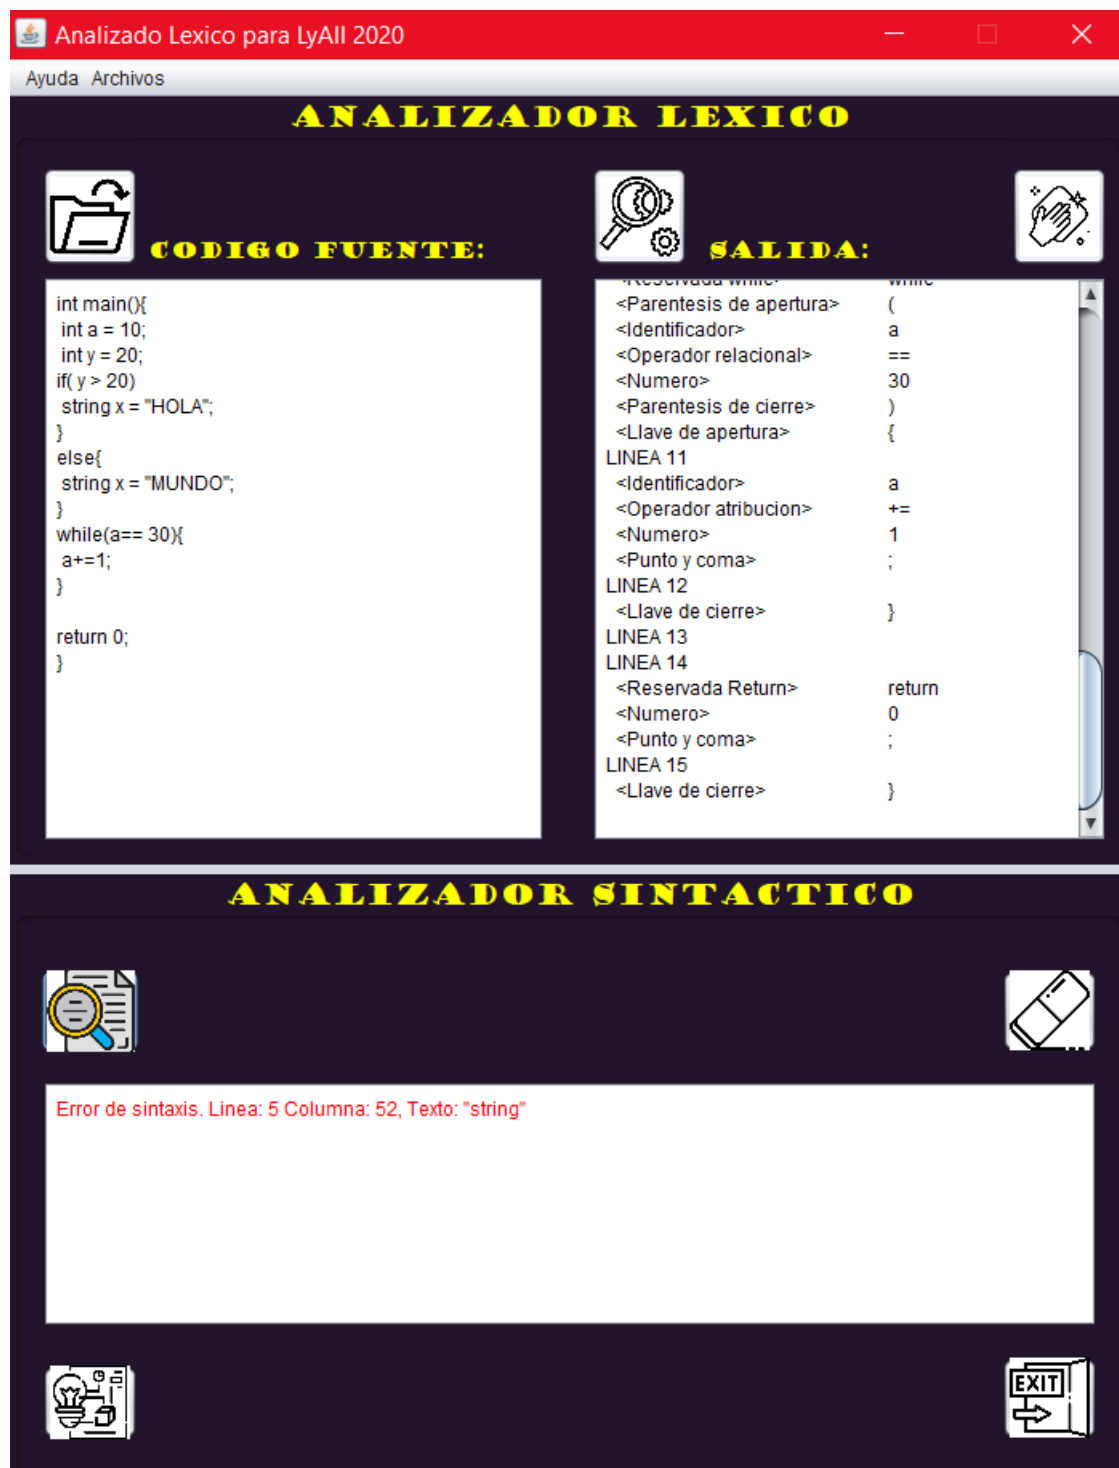 Analizado Lexico para LyAII 2020
Ayuda Archivos
ANALIZADOR LEXICO
CODIGO FUENTE:
SALIDA:
int main(){
int a = 10;
int y = 20;
if( y > 20)
string x = "HOLA";
}
else{
string x = "MUNDO";
}
while(a== 30){
a+=1;
}
return 0;
}
<Reservada while> while
<Parentesis de apertura> (
<Identificador> a
<Operador relacional> ==
<Numero> 30
<Parentesis de cierre> )
<Llave de apertura> {
LINEA 11
<Identificador> a
<Operador atribucion> +=
<Numero> 1
<Punto y coma> ;
LINEA 12
<Llave de cierre> }
LINEA 13
LINEA 14
<Reservada Return> return
<Numero> 0
<Punto y coma> ;
LINEA 15
<Llave de cierre> }
ANALIZADOR SINTACTICO
Error de sintaxis. Linea: 5 Columna: 52, Texto: "string"
EXIT